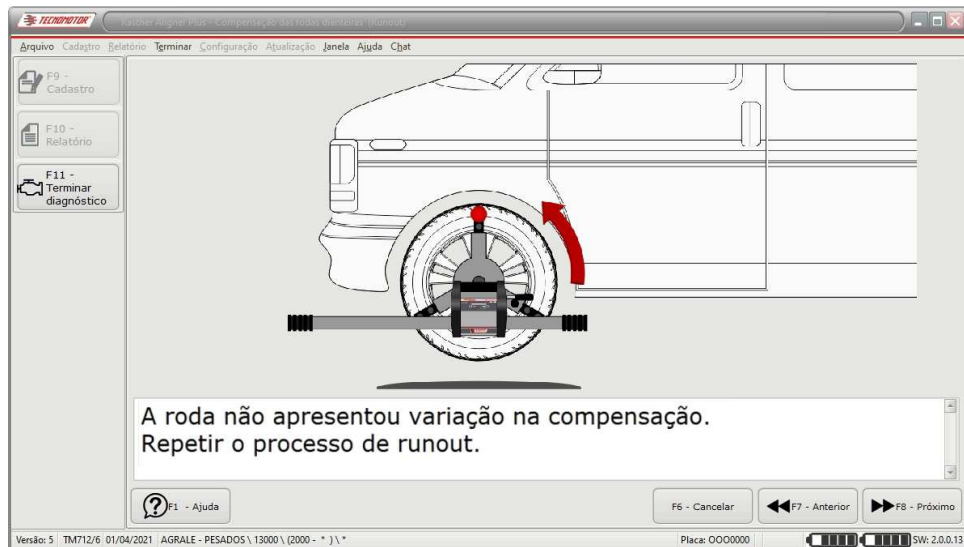 TECNOMOTOR
Rasther Aligner Plus - Compensação das rodas dianteiras (Runout)
Arquivo Cadastro Relatório Terminar Configuração Atualização Janela Ajuda Chat
F9 -
Cadastro
F10 -
Relatório
F11 -
Terminar
diagnóstico
A roda não apresentou variação na compensação.
Repetir o processo de runout.
F1 - Ajuda
F6 - Cancelar
F7 - Anterior
F8 - Próximo
Versão: 5 TM712/6 01/04/2021 AGRALE - PESADOS \ 13000 \ (2000 - * ) \ * Placa: OOO0000 SW: 2.0.0.13